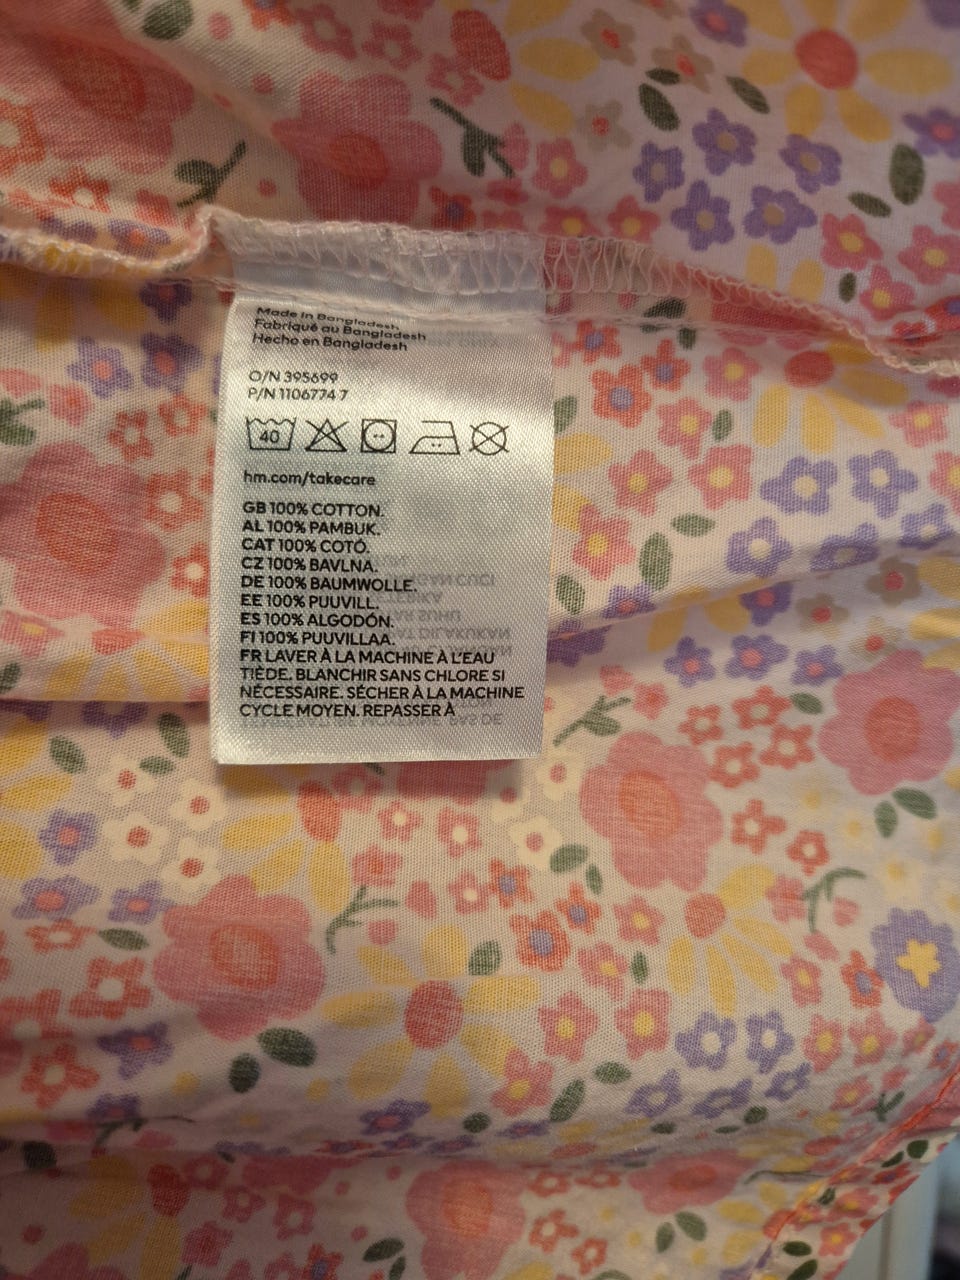 Made in Bangladesh
Fabriqué au Bangladesh
Hecho en Bangladesh
O/N 395699
P/N 1106774 7
40
hm.com/takecare
GB 100% COTTON.
AL 100% PAMBUK.
CAT 100% COTÓ.
CZ 100% BAVLNA.
DE 100% BAUMWOLLE.
EE 100% PUUVILL.
ES 100% ALGODÓN.
FI 100% PUUVILLAA.
FR LAVER À LA MACHINE À L'EAU
TIÈDE. BLANCHIR SANS CHLORE SI
NÉCESSAIRE. SÉCHER À LA MACHINE
CYCLE MOYEN. REPASSER À